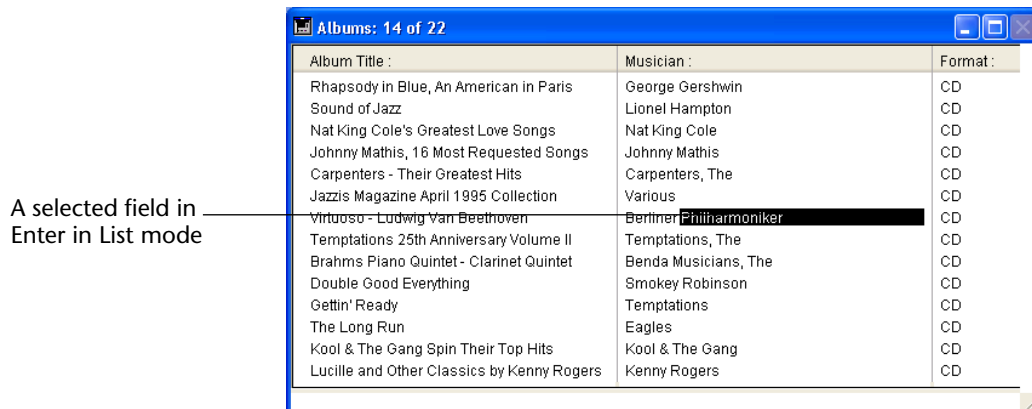 Albums: 14 of 22
Album Title : Musician : Format :
Rhapsody in Blue, An American in Paris George Gershwin CD
Sound of Jazz Lionel Hampton CD
Nat King Cole's Greatest Love Songs Nat King Cole CD
Johnny Mathis, 16 Most Requested Songs Johnny Mathis CD
Carpenters - Their Greatest Hits Carpenters, The CD
Jazzis Magazine April 1995 Collection Various CD
A selected field in
Enter in List mode
Virtuoso - Ludwig Van Beethoven Berliner Philharmoniker CD
Temptations 25th Anniversary Volume II Temptations, The CD
Brahms Piano Quintet - Clarinet Quintet Benda Musicians, The CD
Double Good Everything Smokey Robinson CD
Gettin' Ready Temptations CD
The Long Run Eagles CD
Kool & The Gang Spin Their Top Hits Kool & The Gang CD
Lucille and Other Classics by Kenny Rogers Kenny Rogers CD